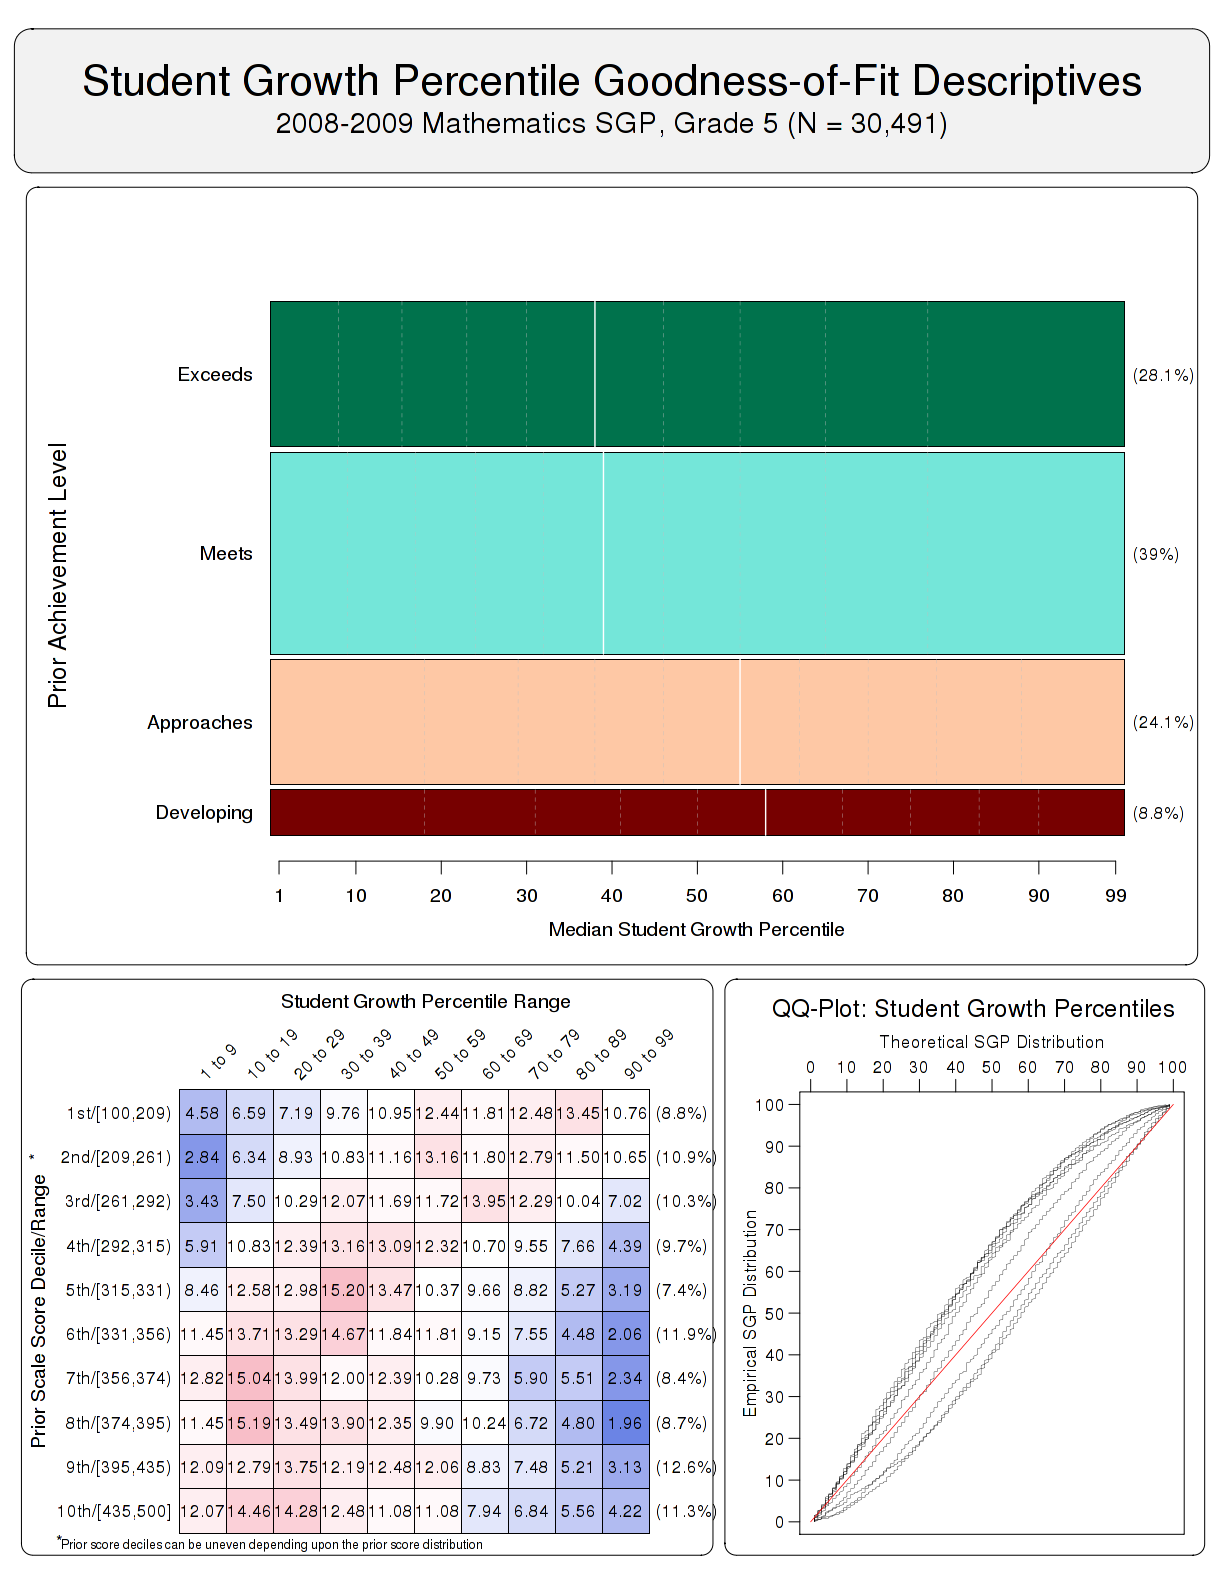 Student Growth Percentile Goodness-of-Fit Descriptives
2008-2009 Mathematics SGP, Grade 5 (N = 30,491)
Prior Achievement Level
Exceeds (28.1%)
Meets (39%)
Approaches (24.1%)
Developing (8.8%)
1 10 20 30 40 50 60 70 80 90 99
Median Student Growth Percentile
Student Growth Percentile Range
1 to 9 10 to 19 20 to 29 30 to 39 40 to 49 50 to 59 60 to 69 70 to 79 80 to 89 90 to 99
Prior Scale Score Decile/Range *
1st/[100,209) 4.58 6.59 7.19 9.76 10.95 12.44 11.81 12.48 13.45 10.76 (8.8%)
2nd/[209,261) 2.84 6.34 8.93 10.83 11.16 13.16 11.80 12.79 11.50 10.65 (10.9%)
3rd/[261,292) 3.43 7.50 10.29 12.07 11.69 11.72 13.95 12.29 10.04 7.02 (10.3%)
4th/[292,315) 5.91 10.83 12.39 13.16 13.09 12.32 10.70 9.55 7.66 4.39 (9.7%)
5th/[315,331) 8.46 12.58 12.98 15.20 13.47 10.37 9.66 8.82 5.27 3.19 (7.4%)
6th/[331,356) 11.45 13.71 13.29 14.67 11.84 11.81 9.15 7.55 4.48 2.06 (11.9%)
7th/[356,374) 12.82 15.04 13.99 12.00 12.39 10.28 9.73 5.90 5.51 2.34 (8.4%)
8th/[374,395) 11.45 15.19 13.49 13.90 12.35 9.90 10.24 6.72 4.80 1.96 (8.7%)
9th/[395,435) 12.09 12.79 13.75 12.19 12.48 12.06 8.83 7.48 5.21 3.13 (12.6%)
10th/[435,500] 12.07 14.46 14.28 12.48 11.08 11.08 7.94 6.84 5.56 4.22 (11.3%)
*Prior score deciles can be uneven depending upon the prior score distribution
QQ-Plot: Student Growth Percentiles
Theoretical SGP Distribution
0 10 20 30 40 50 60 70 80 90 100
Empirical SGP Distribution
100
90
80
70
60
50
40
30
20
10
0